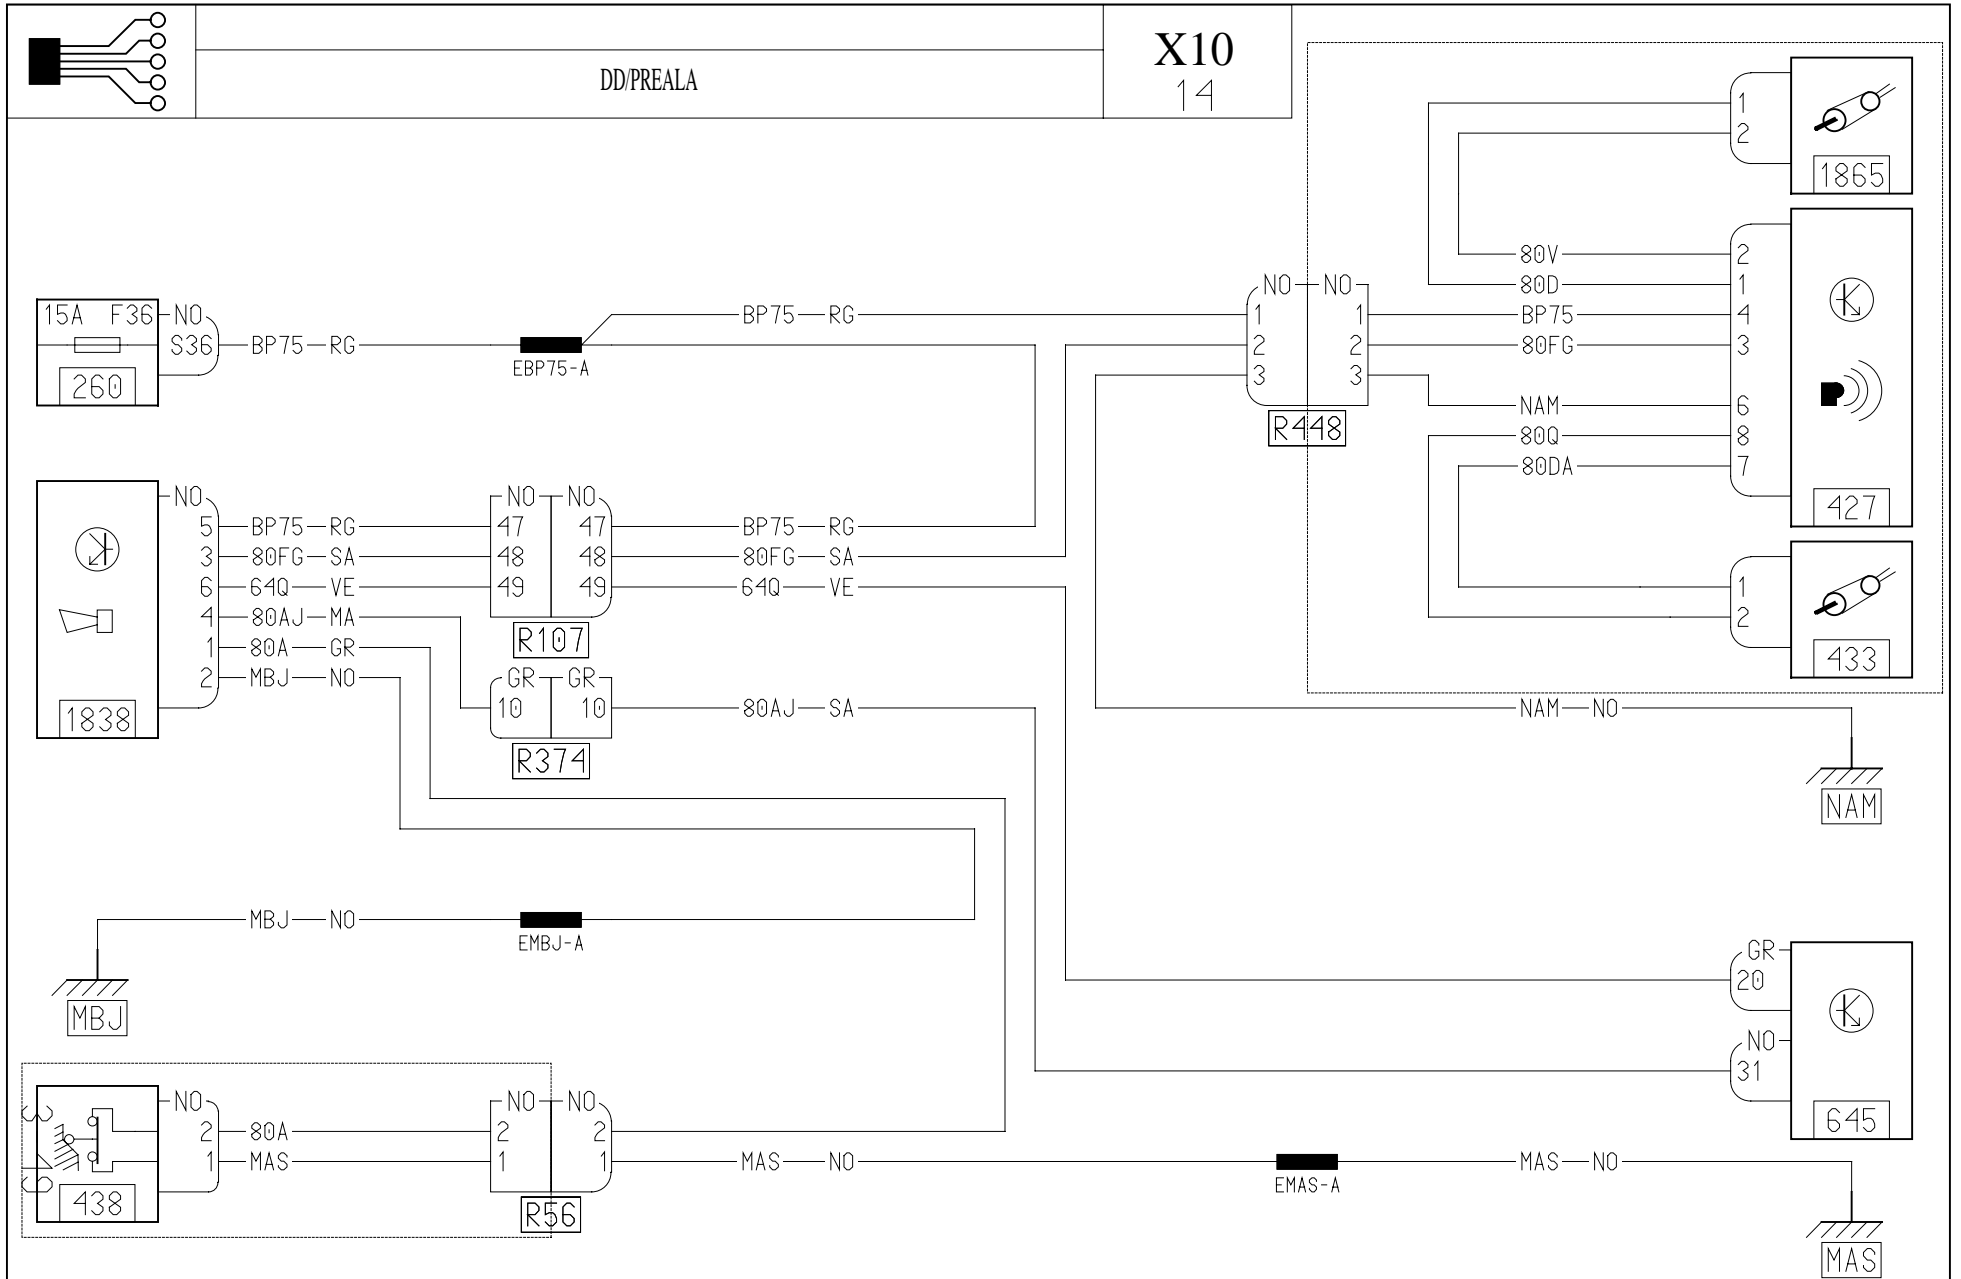 DD/PREALA
X10
14
1
2
1865
80V 2
80D 1
NO NO
15A F36 NO
1 1 BP75 4
BP75 RG
S36 BP75 RG
EBP75-A
2 2 80FG 3
260
3 3
NAM 6
R448
80Q 8
80DA 7
427
NO
NO NO
5 BP75 RG 47 47 BP75 RG
3 80FG SA 48 48 80FG SA
6 64Q VE 49 49 64Q VE
1
4 80AJ MA
2
R107
1 80A GR
433
2 MBJ NO
GR GR
1838
10 10 80AJ SA
NAM NO
R374
NAM
MBJ NO
EMBJ-A
GR
20
MBJ
NO
31
645
NO
NO NO
2 80A 2 2
1 MAS 1 1 MAS NO
EMAS-A
MAS NO
438
R56
MAS